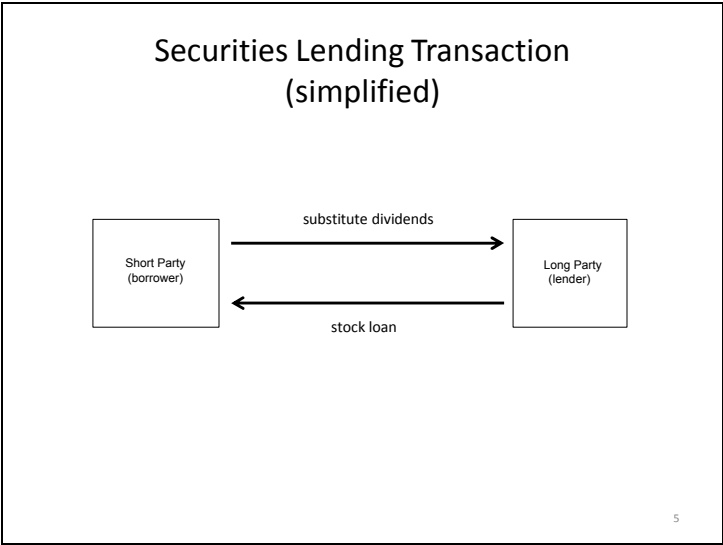 Securities Lending Transaction
(simplified)
substitute dividends
Short Party
(borrower)
Long Party
(lender)
stock loan
5